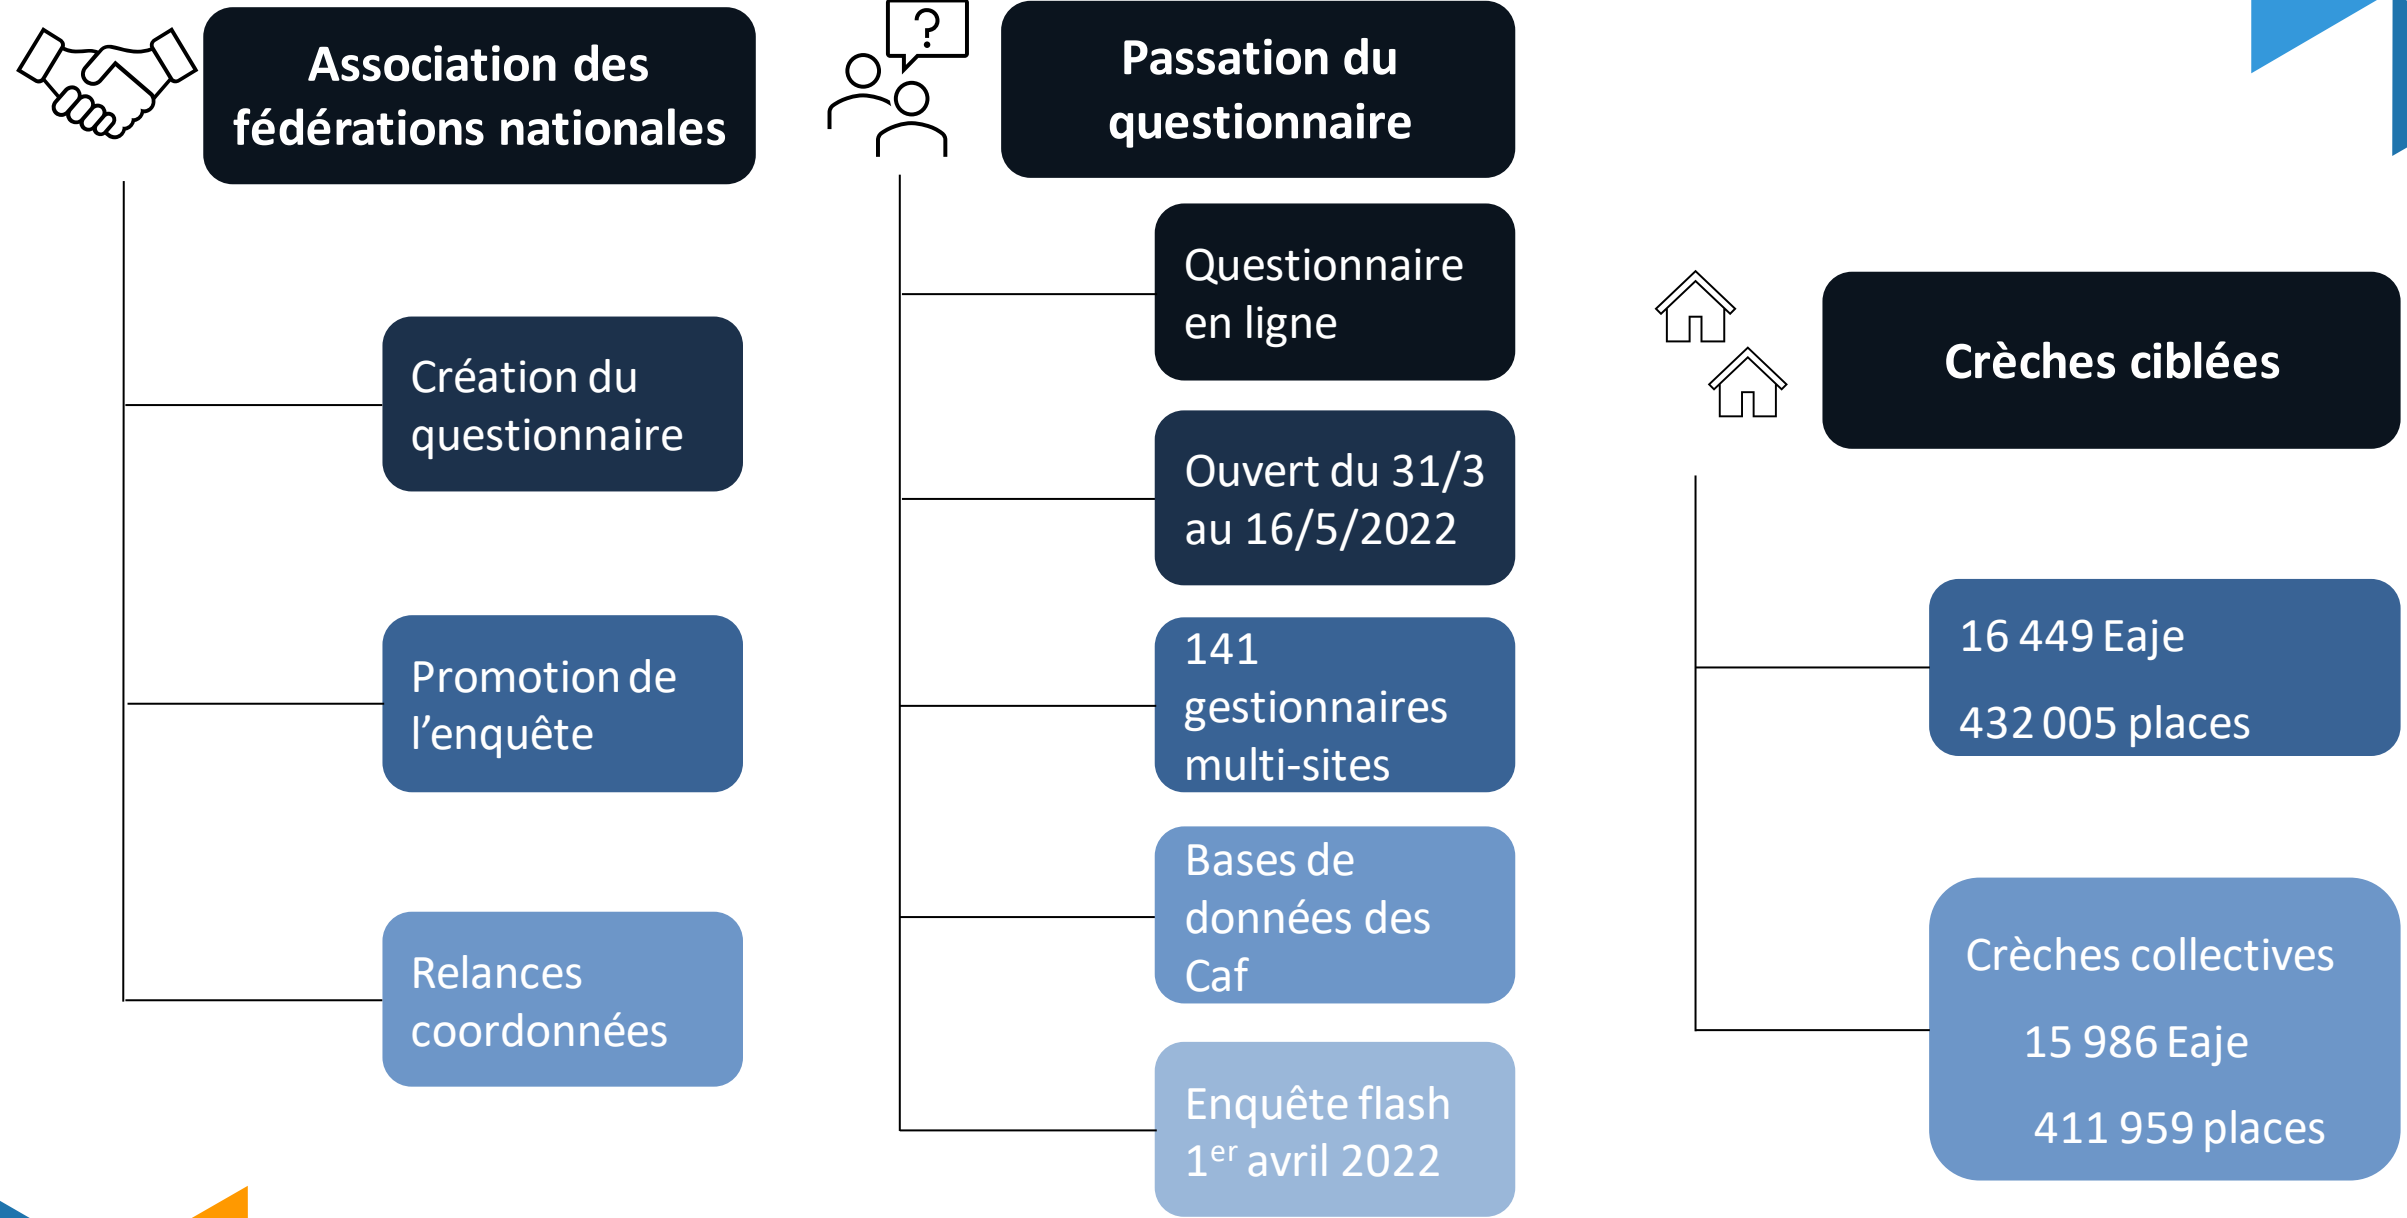 Association des
fédérations nationales
Création du
questionnaire
Promotion de
l’enquête
Relances
coordonnées
?
Passation du
questionnaire
Questionnaire
en ligne
Ouvert du 31/3
au 16/5/2022
141
gestionnaires
multi-sites
Bases de
données des
Caf
Enquête flash
1er avril 2022
Crèches ciblées
16 449 Eaje
432 005 places
Crèches collectives
15 986 Eaje
411 959 places